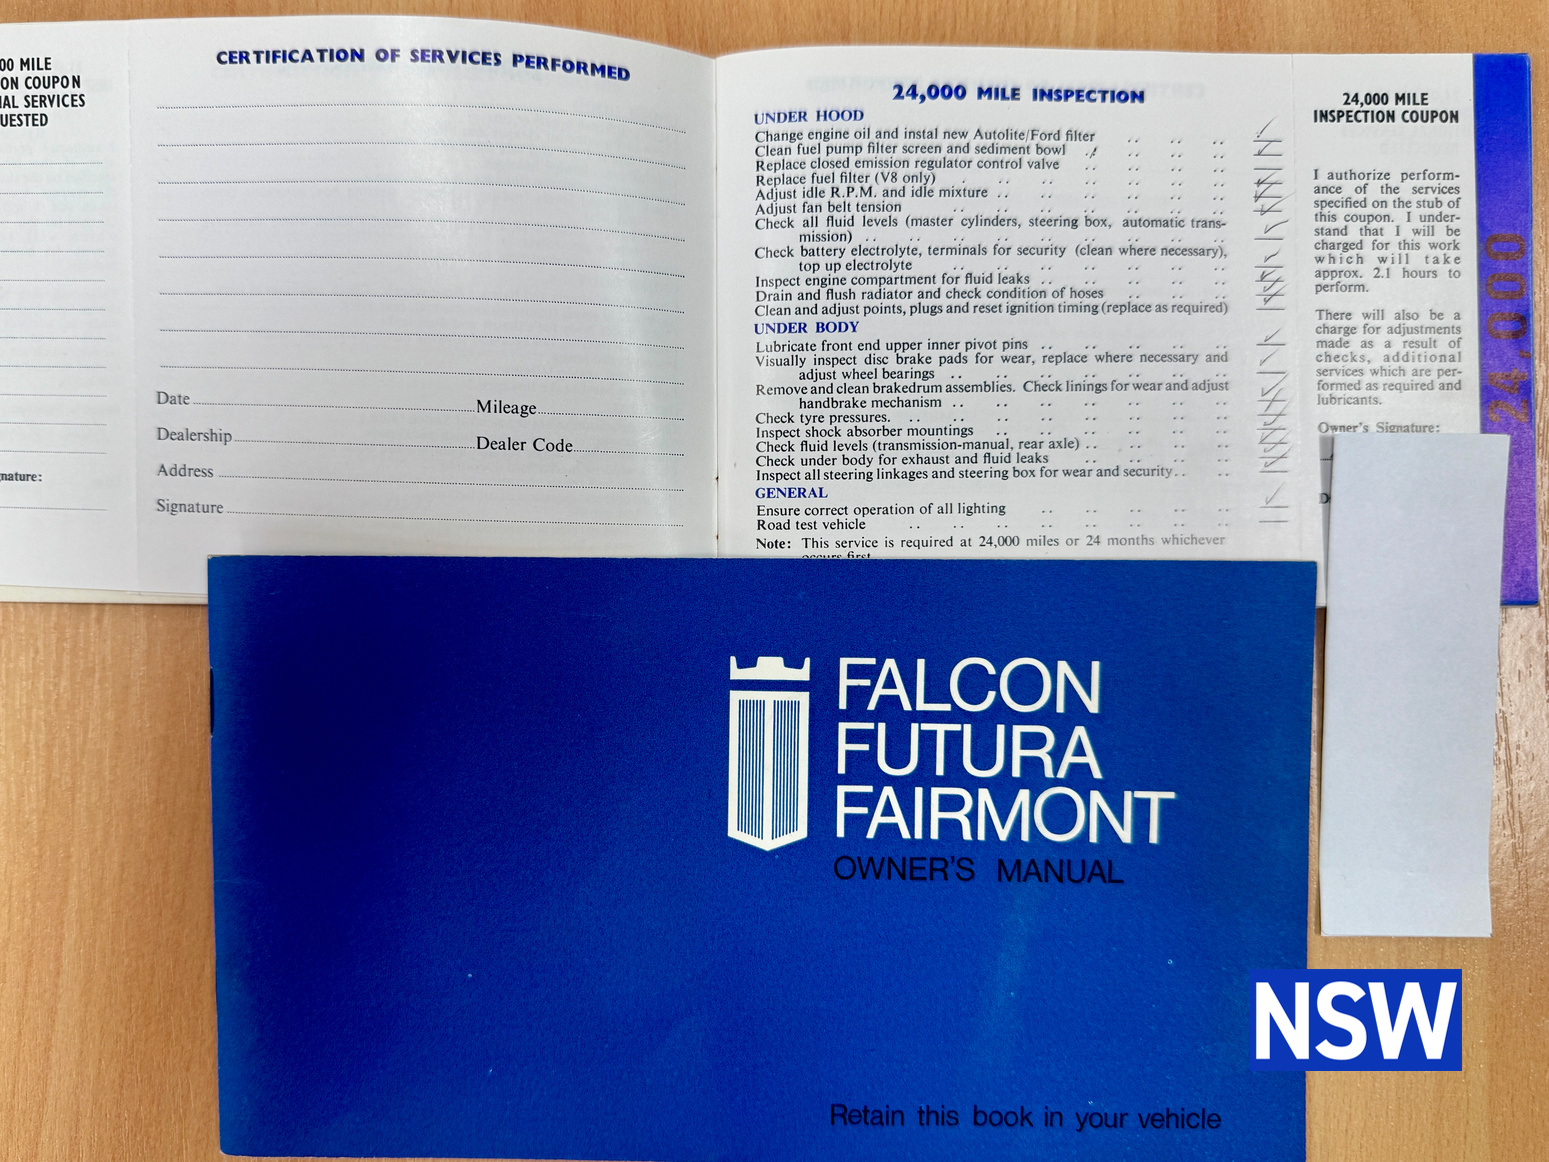 00 MILE
ON COUPON
AL SERVICES
UESTED
nature:
CERTIFICATION OF SERVICES PERFORMED
Date
Mileage
Dealership
Dealer Code
Address
Signature
24,000 MILE INSPECTION
UNDER HOOD
Change engine oil and instal new Autolite/Ford filter
Clean fuel pump filter screen and sediment bowl
Replace closed emission regulator control valve
Replace fuel filter (V8 only)
Adjust idle R.P.M. and idle mixture
Adjust fan belt tension
Check all fluid levels (master cylinders, steering box, automatic trans-
mission)
Check battery electrolyte, terminals for security (clean where necessary),
top up electrolyte
Inspect engine compartment for fluid leaks
Drain and flush radiator and check condition of hoses
Clean and adjust points, plugs and reset ignition timing (replace as required)
UNDER BODY
Lubricate front end upper inner pivot pins
Visually inspect disc brake pads for wear, replace where necessary and
adjust wheel bearings
Remove and clean brakedrum assemblies. Check linings for wear and adjust
handbrake mechanism
Check tyre pressures.
Inspect shock absorber mountings
Check fluid levels (transmission-manual, rear axle)
Check under body for exhaust and fluid leaks
Inspect all steering linkages and steering box for wear and security
GENERAL
Ensure correct operation of all lighting
Road test vehicle
Note: This service is required at 24,000 miles or 24 months whichever
occurs first
24,000 MILE
INSPECTION COUPON
I authorize perform-
ance of the services
specified on the stub of
this coupon. I under-
stand that I will be
charged for this work
which will take
approx. 2.1 hours to
perform.
There will also be a
charge for adjustments
made as a result of
checks, additional
services which are per-
formed as required and
lubricants.
Owner's Signature:
24,000
FALCON
FUTURA
FAIRMONT
OWNER'S MANUAL
Retain this book in your vehicle
NSW